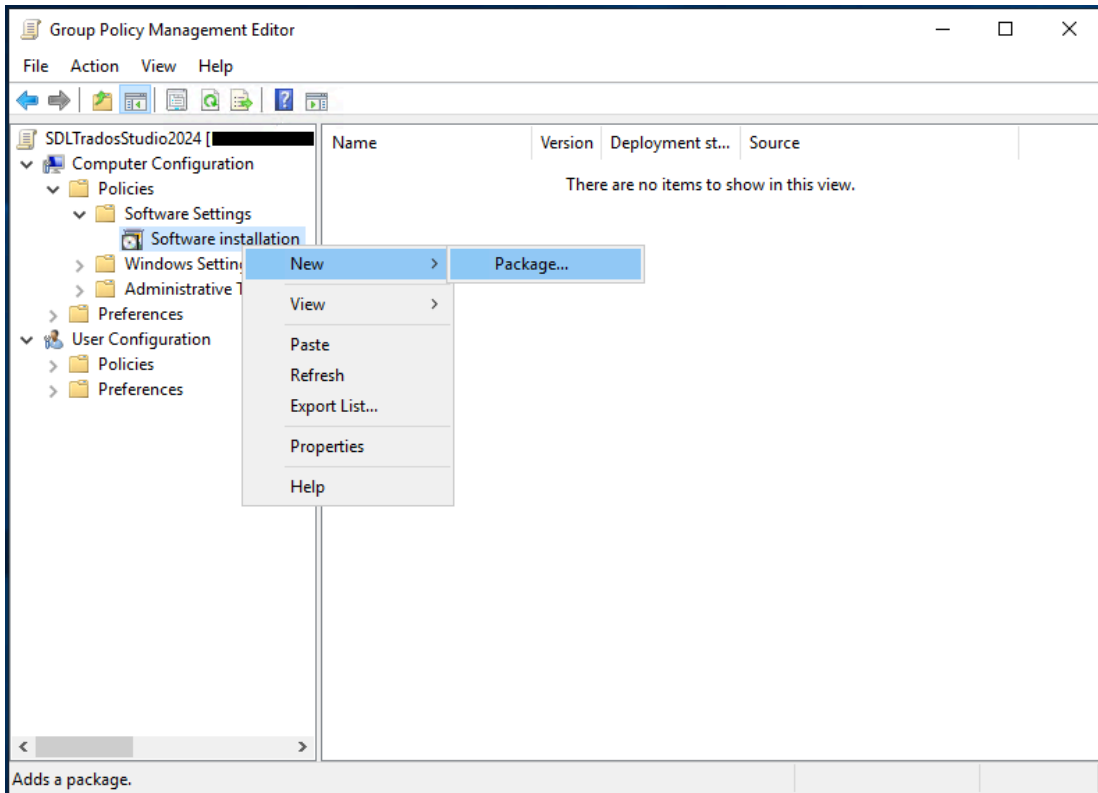 Group Policy Management Editor
File Action View Help
SDLTradosStudio2024 [
Name Version Deployment st... Source
Computer Configuration
Policies
There are no items to show in this view.
Software Settings
Software installation
Windows Setting
Administrative T
Preferences
User Configuration
Policies
Preferences
New
Package...
View
Paste
Refresh
Export List...
Properties
Help
Adds a package.